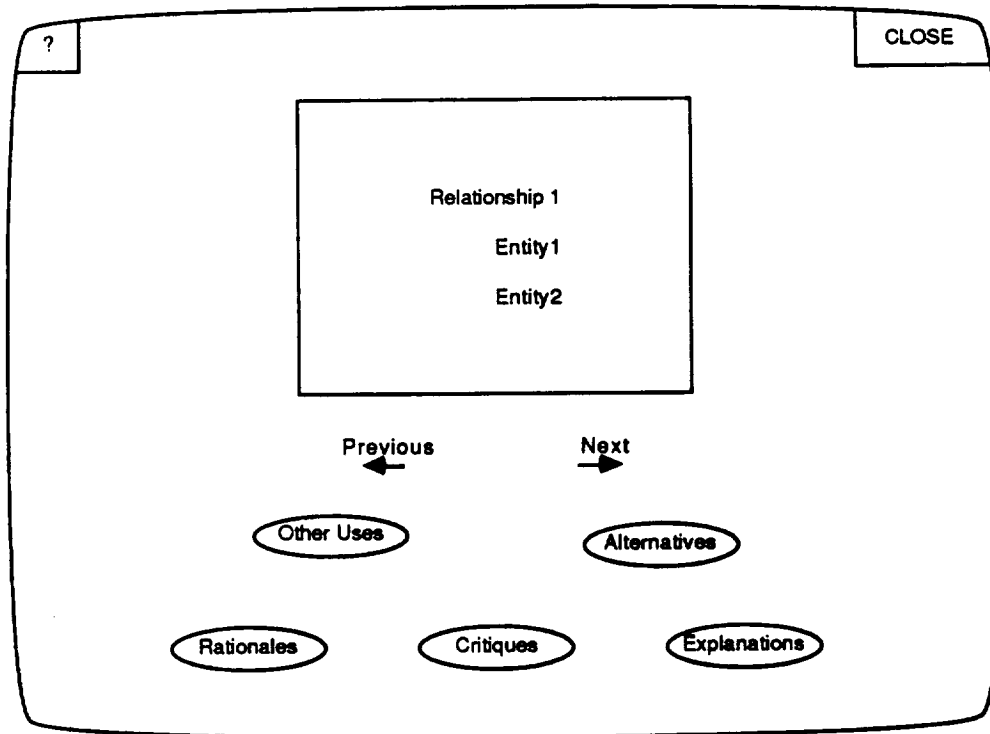 ?
CLOSE
Relationship 1
Entity1
Entity2
Previous
Next
Other Uses
Alternatives
Rationales
Critiques
Explanations